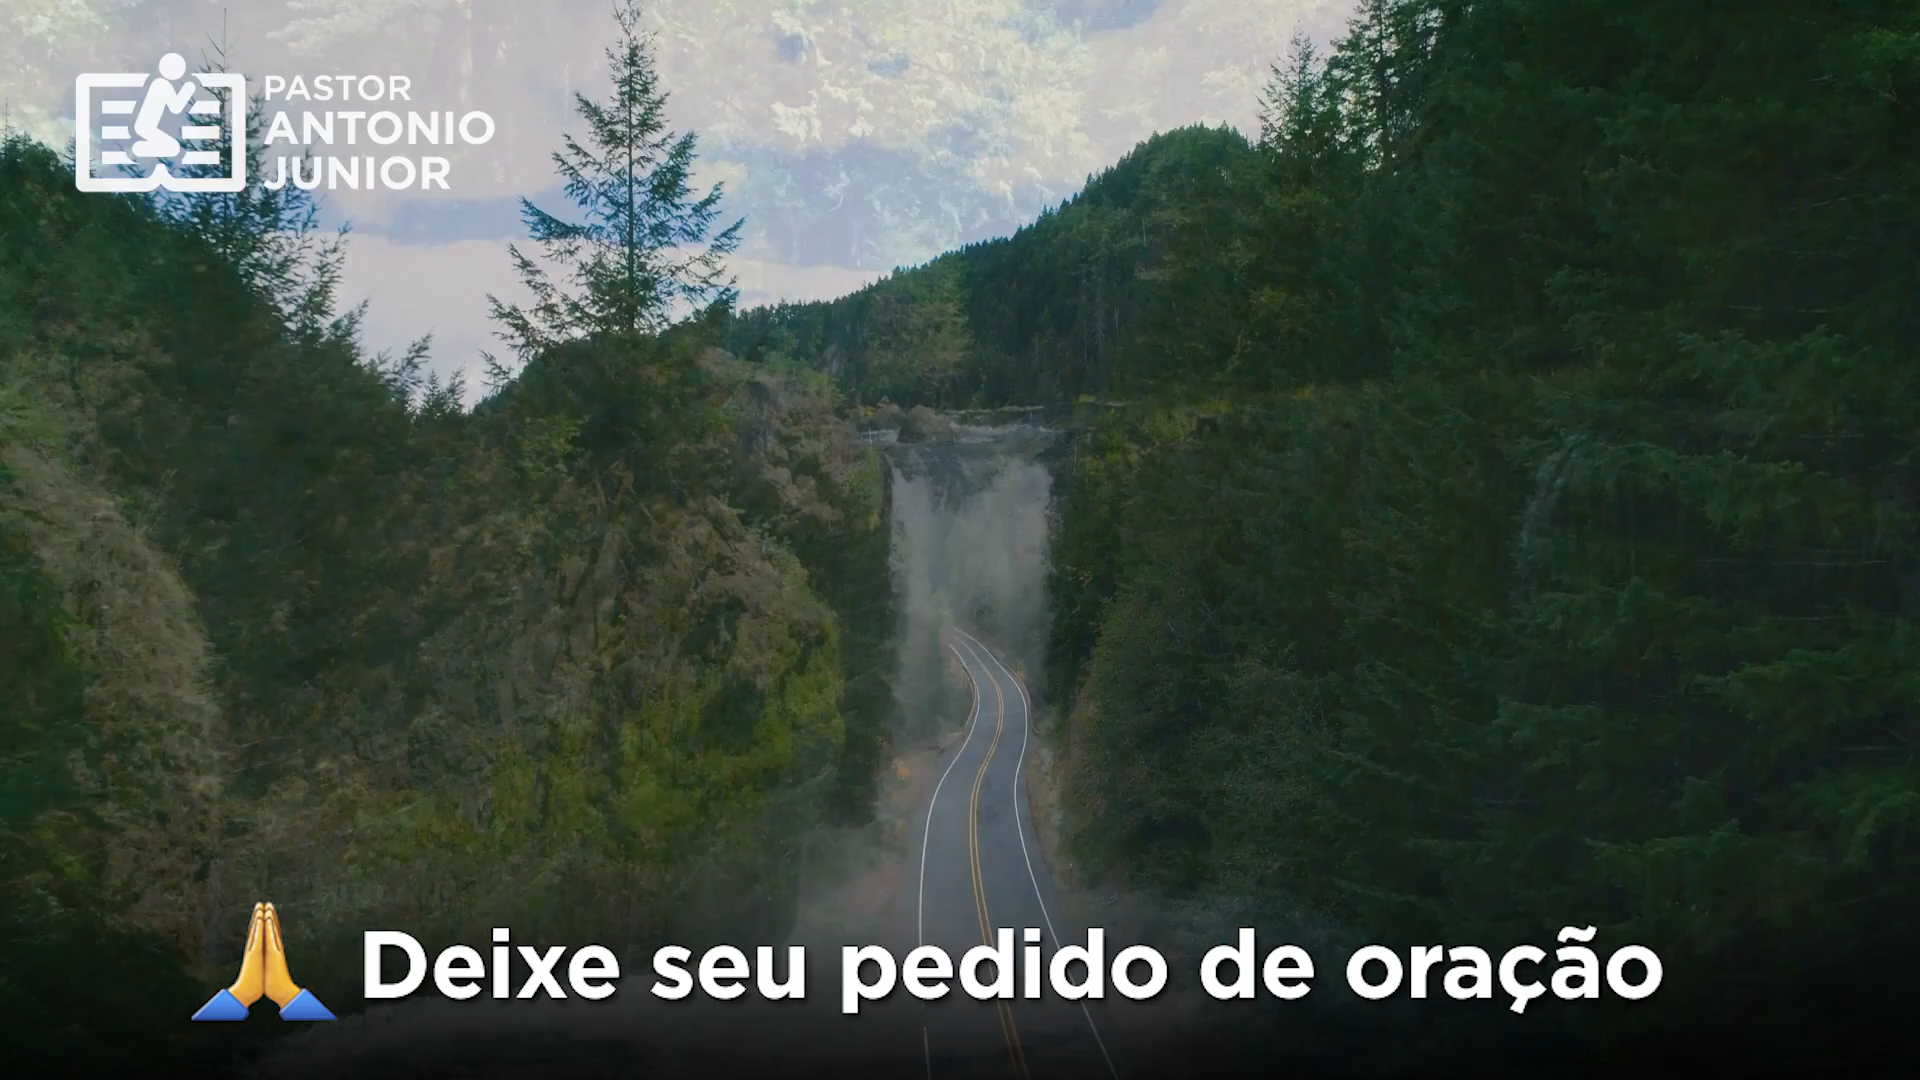 PASTOR
ANTONIO
JUNIOR
🙏 Deixe seu pedido de oração